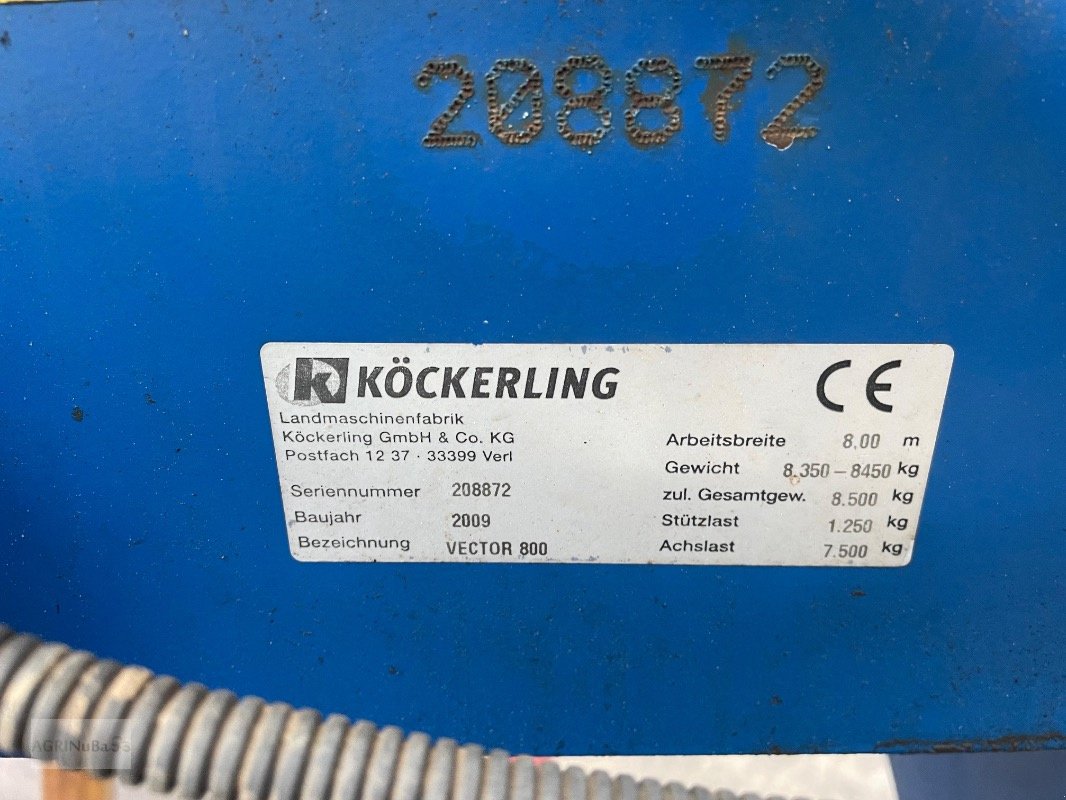 208872
k KÖCKERLING CE
Landmaschinenfabrik
Köckerling GmbH & Co. KG
Postfach 12 37 · 33399 Verl
Seriennummer 208872
Baujahr 2009
Bezeichnung VECTOR 800
Arbeitsbreite 8,00 m
Gewicht 8.350 – 8450 kg
zul. Gesamtgew. 8.500 kg
Stützlast 1.250 kg
Achslast 7.500 kg